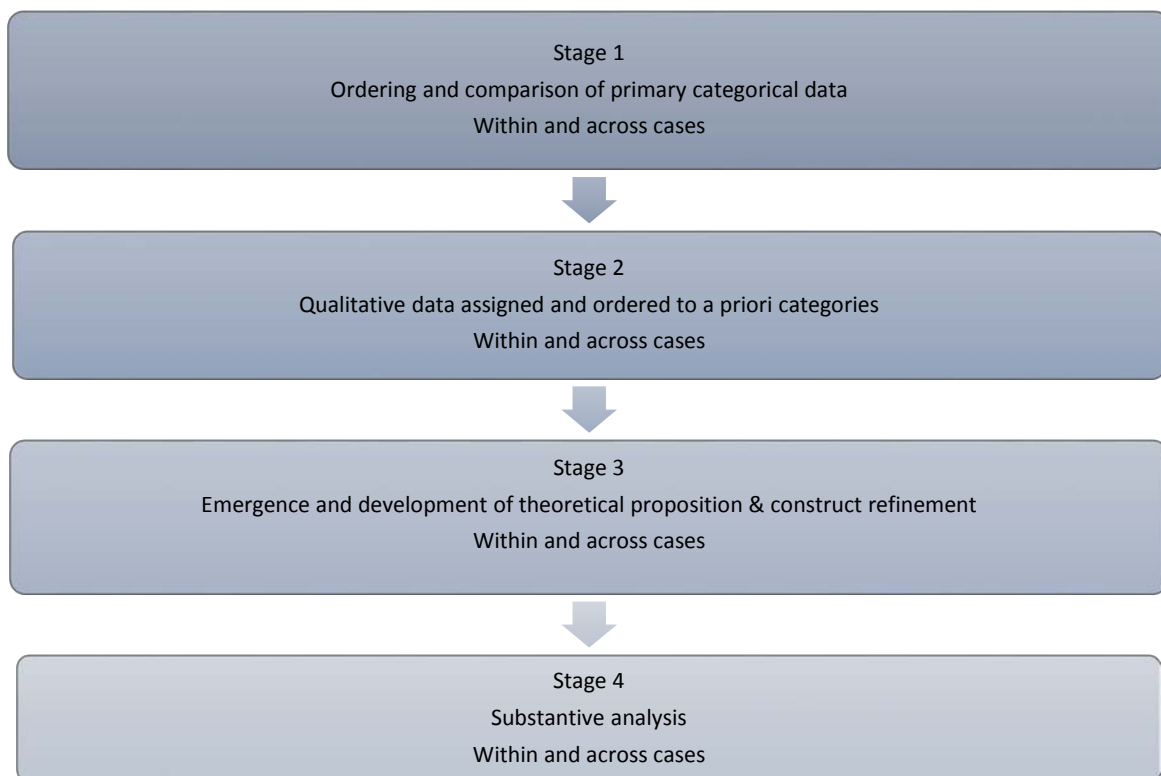 Stage 1
Ordering and comparison of primary categorical data
Within and across cases
Stage 2
Qualitative data assigned and ordered to a priori categories
Within and across cases
Stage 3
Emergence and development of theoretical proposition & construct refinement
Within and across cases
Stage 4
Substantive analysis
Within and across cases